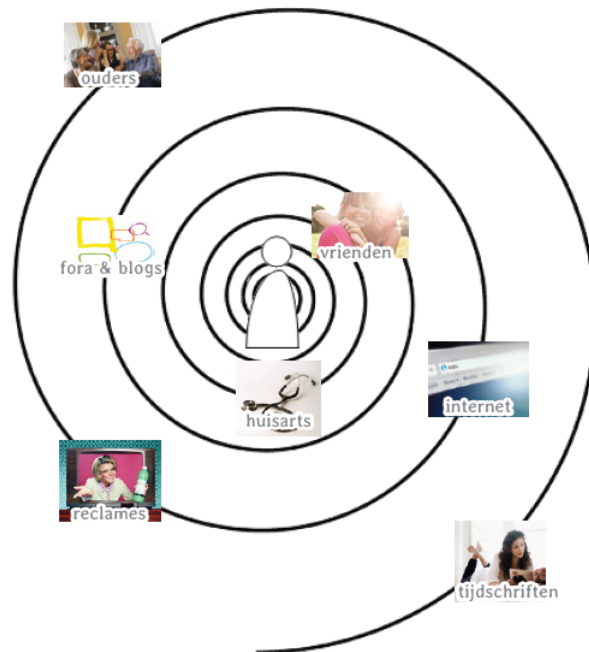 ouders
vrienden
fora & blogs
huisarts
internet
reclames
tijdschriften